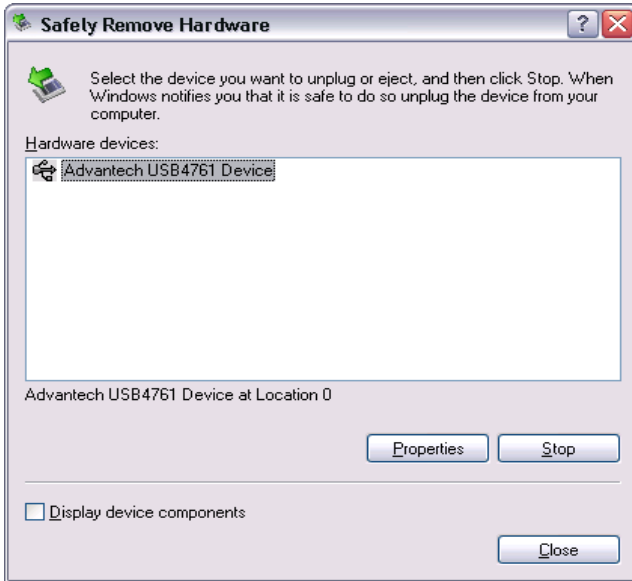 Safely Remove Hardware
Select the device you want to unplug or eject, and then click Stop. When
Windows notifies you that it is safe to do so unplug the device from your
computer.
Hardware devices:
Advantech USB4761 Device
Advantech USB4761 Device at Location 0
Properties
Stop
Display device components
Close